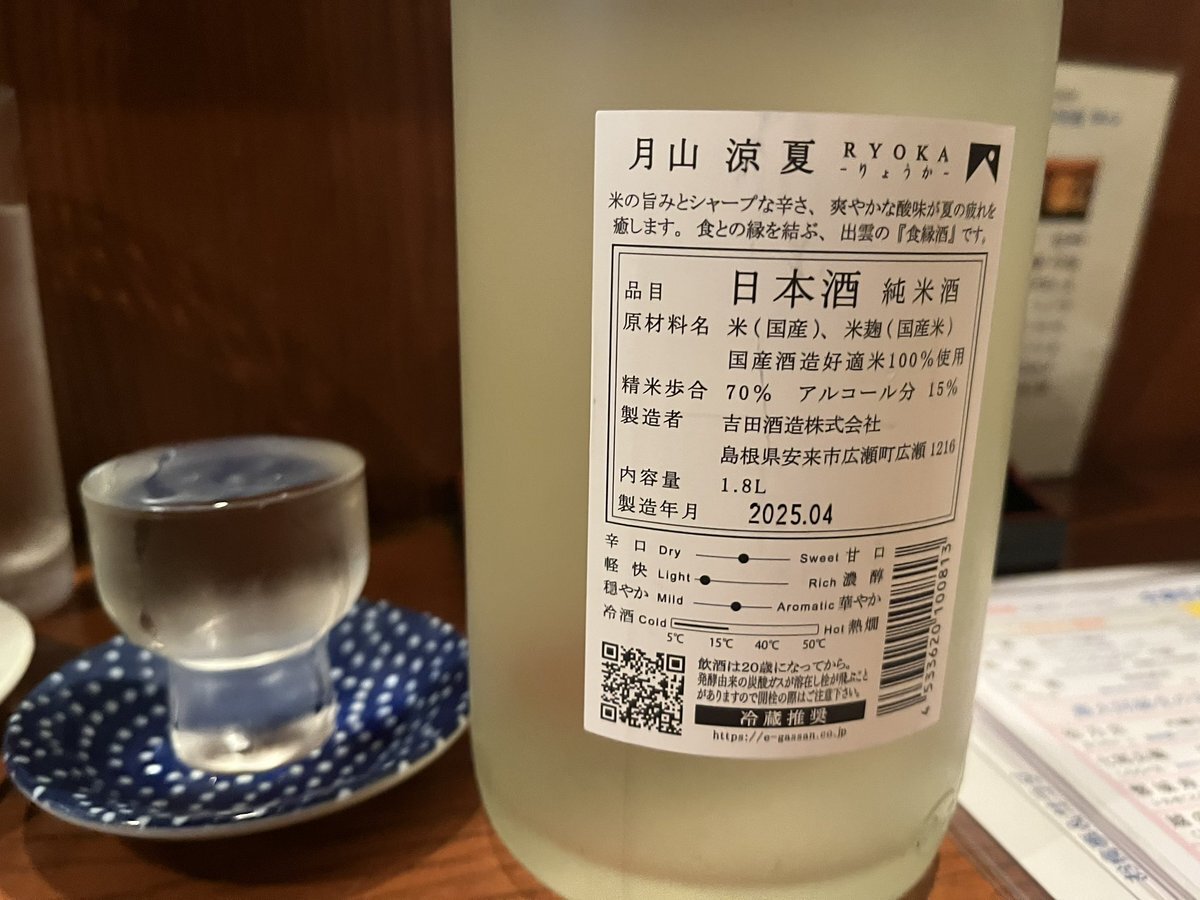 月山 涼夏 RYOKA
-りょうか-
米の旨みとシャープな辛さ、爽やかな酸味が夏の疲れを
癒します。食との縁を結ぶ、出雲の『食縁酒』です。
品目 日本酒 純米酒
原材料名 米(国産)、米麹(国産米)
国産酒造好適米100%使用
精米歩合 70% アルコール分 15%
製造者 吉田酒造株式会社
島根県安来市広瀬町広瀬1216
内容量 1.8L
製造年月 2025.04
辛口 Dry Sweet 甘口
軽快 Light Rich 濃醇
穏やか Mild Aromatic 華やか
冷酒 Cold Hot 熱燗
5℃ 15℃ 40℃ 50℃
飲酒は20歳になってから。
発酵由来の炭酸ガスが溶存し栓が飛ぶこと
がありますので開栓の際はご注意下さい。
冷蔵推奨
https://e-gassan.co.jp
4533620100813